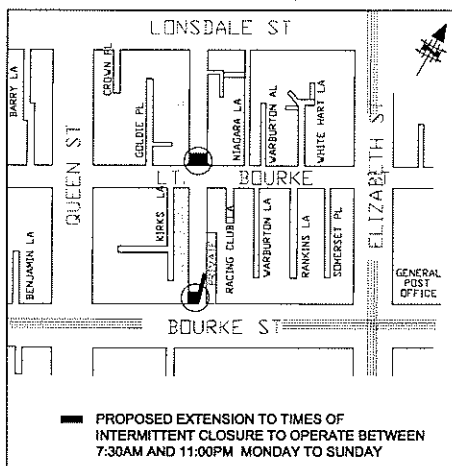 LONSDALE ST
BARRY LA
CROWN PL
GOLDIE PL
NIAGARA LA
WARBURTON AL
WHITE HART LA
QUEEN ST
ELIZABETH ST
LT. BOURKE
BENJAMIN LA
KIRKS LA
PRIVATE
RACING CLUB LA
WARBURTON LA
RANKINS LA
SOMERSET PL
GENERAL
POST
OFFICE
BOURKE ST
PROPOSED EXTENSION TO TIMES OF
INTERMITTENT CLOSURE TO OPERATE BETWEEN
7:30AM AND 11:00PM MONDAY TO SUNDAY